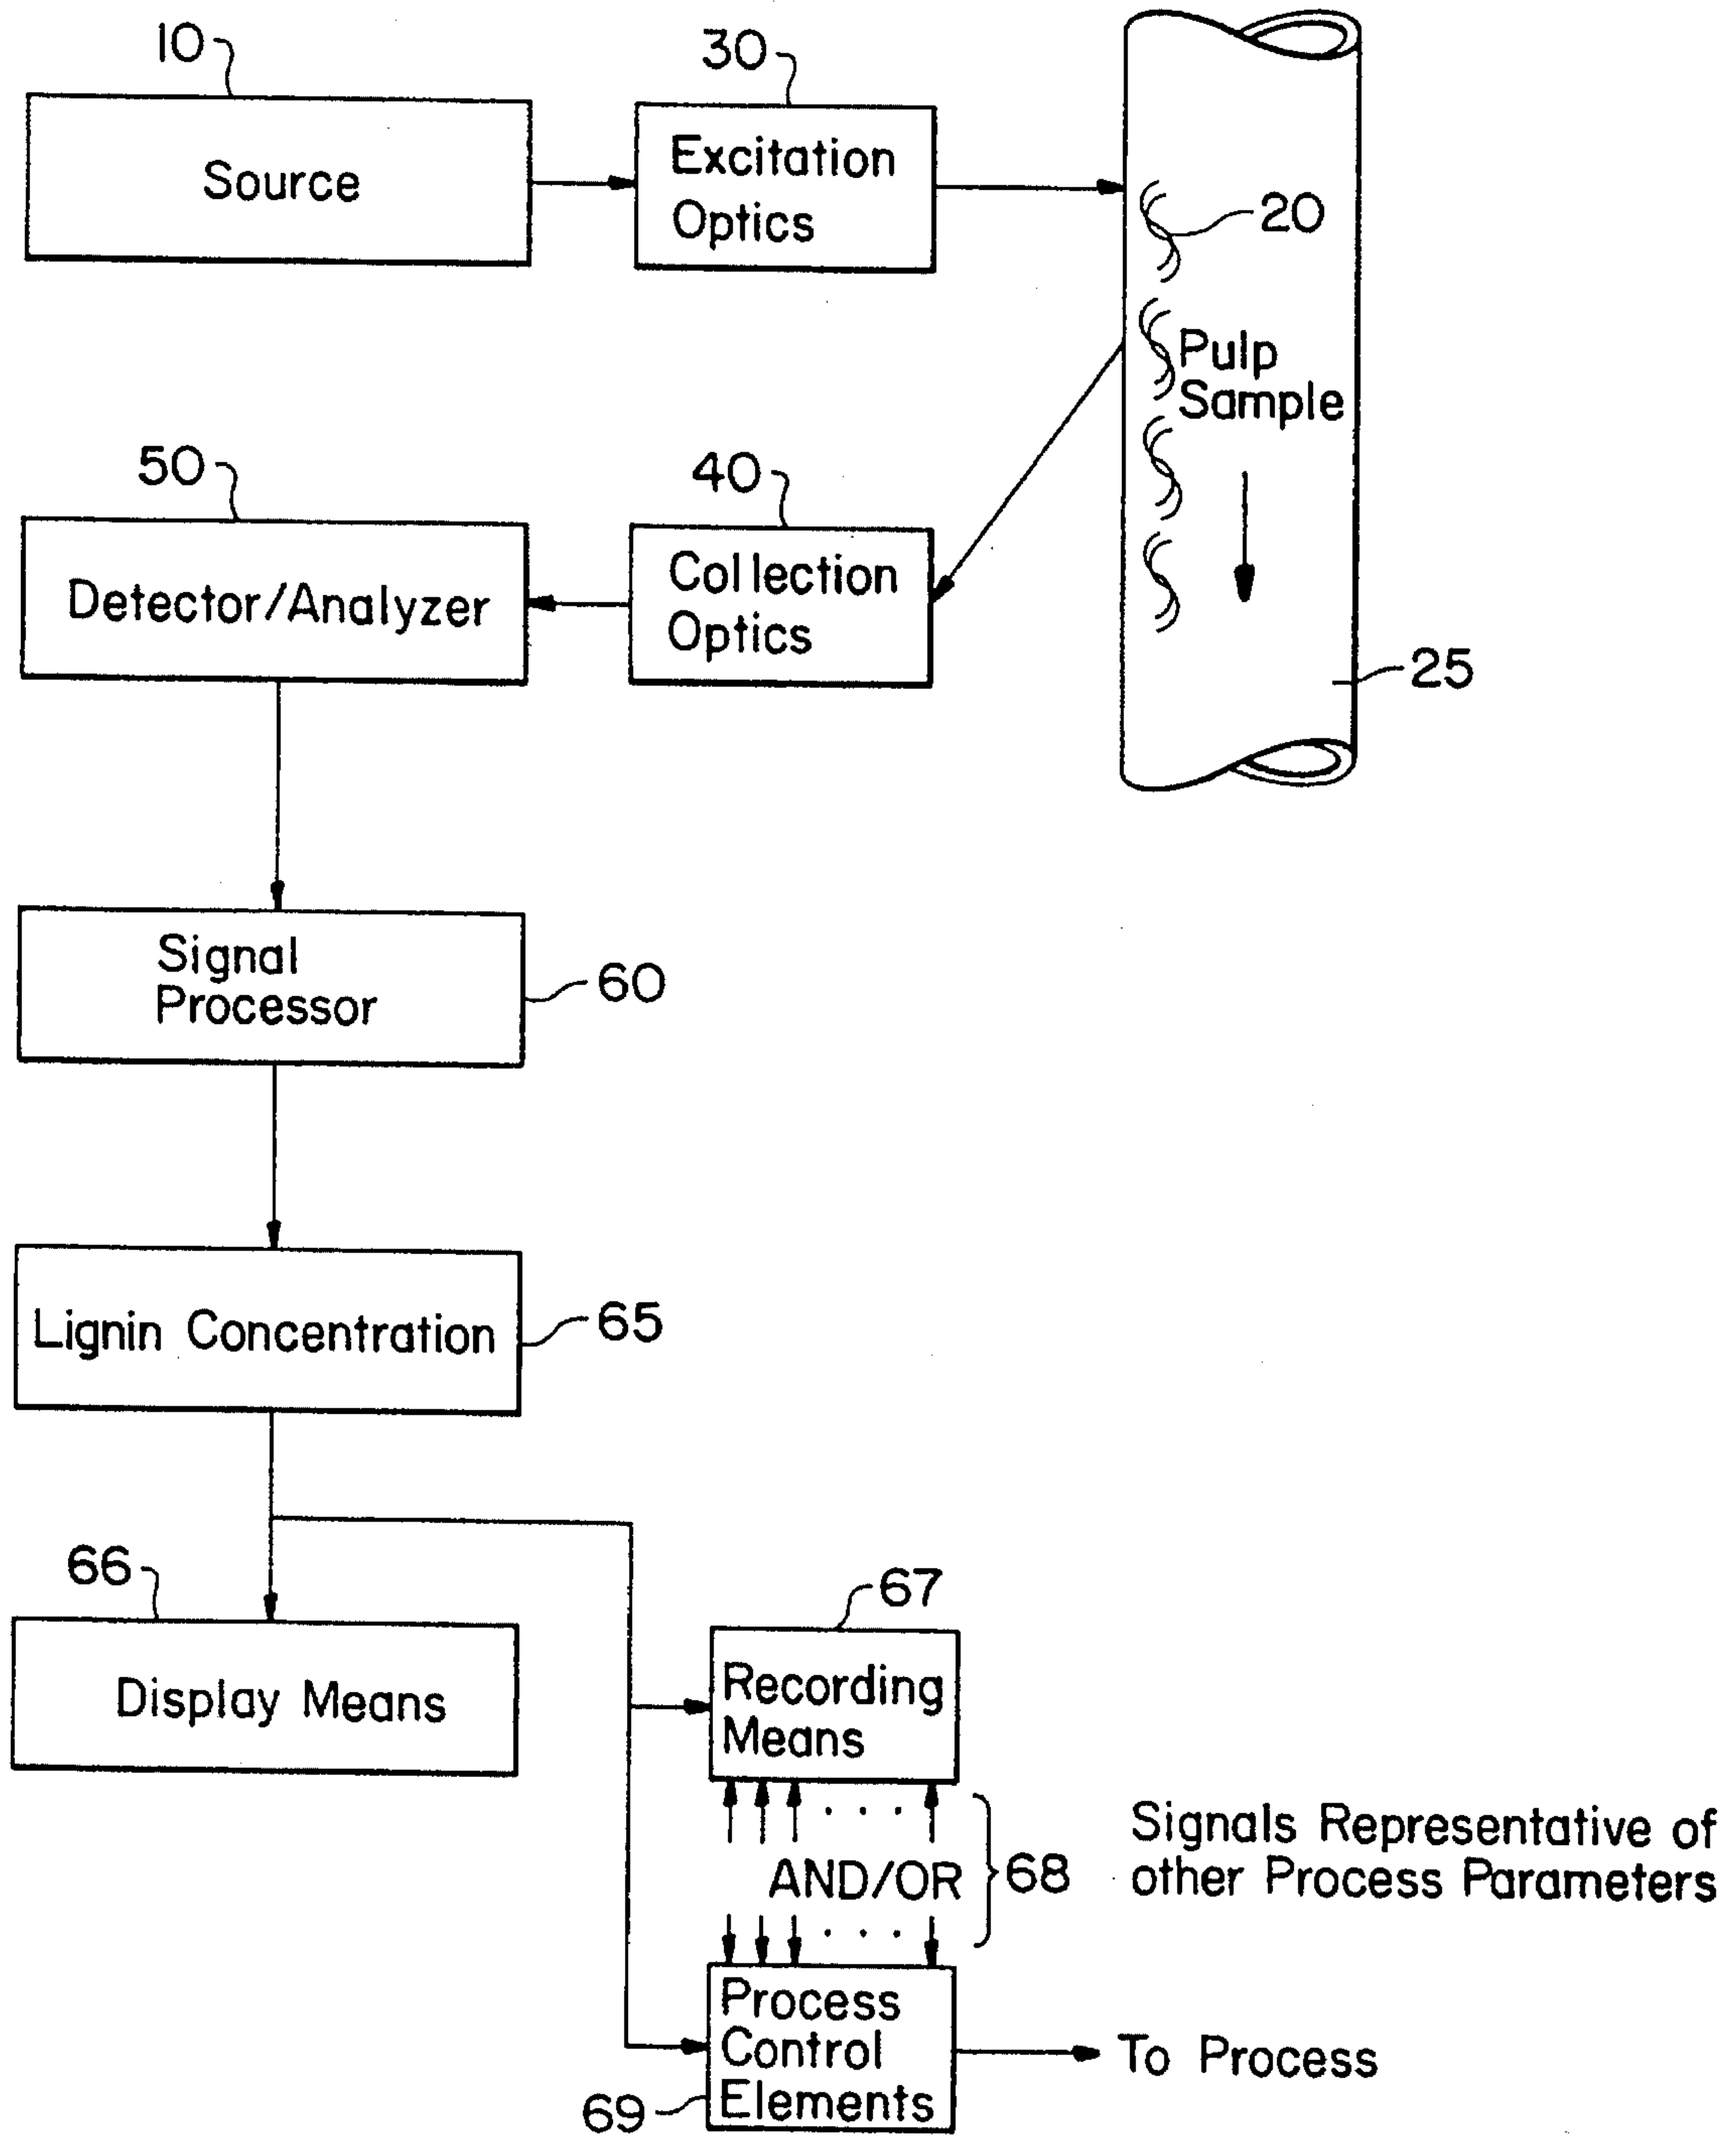 10
30
Source
Excitation
Optics
20
Pulp
Sample
50
40
Detector/Analyzer
Collection
Optics
25
Signal
Processor
60
Lignin Concentration
65
66
67
Display Means
Recording
Means
. . .
AND/OR
68
Signals Representative of
other Process Parameters
. . .
Process
Control
Elements
69
To Process